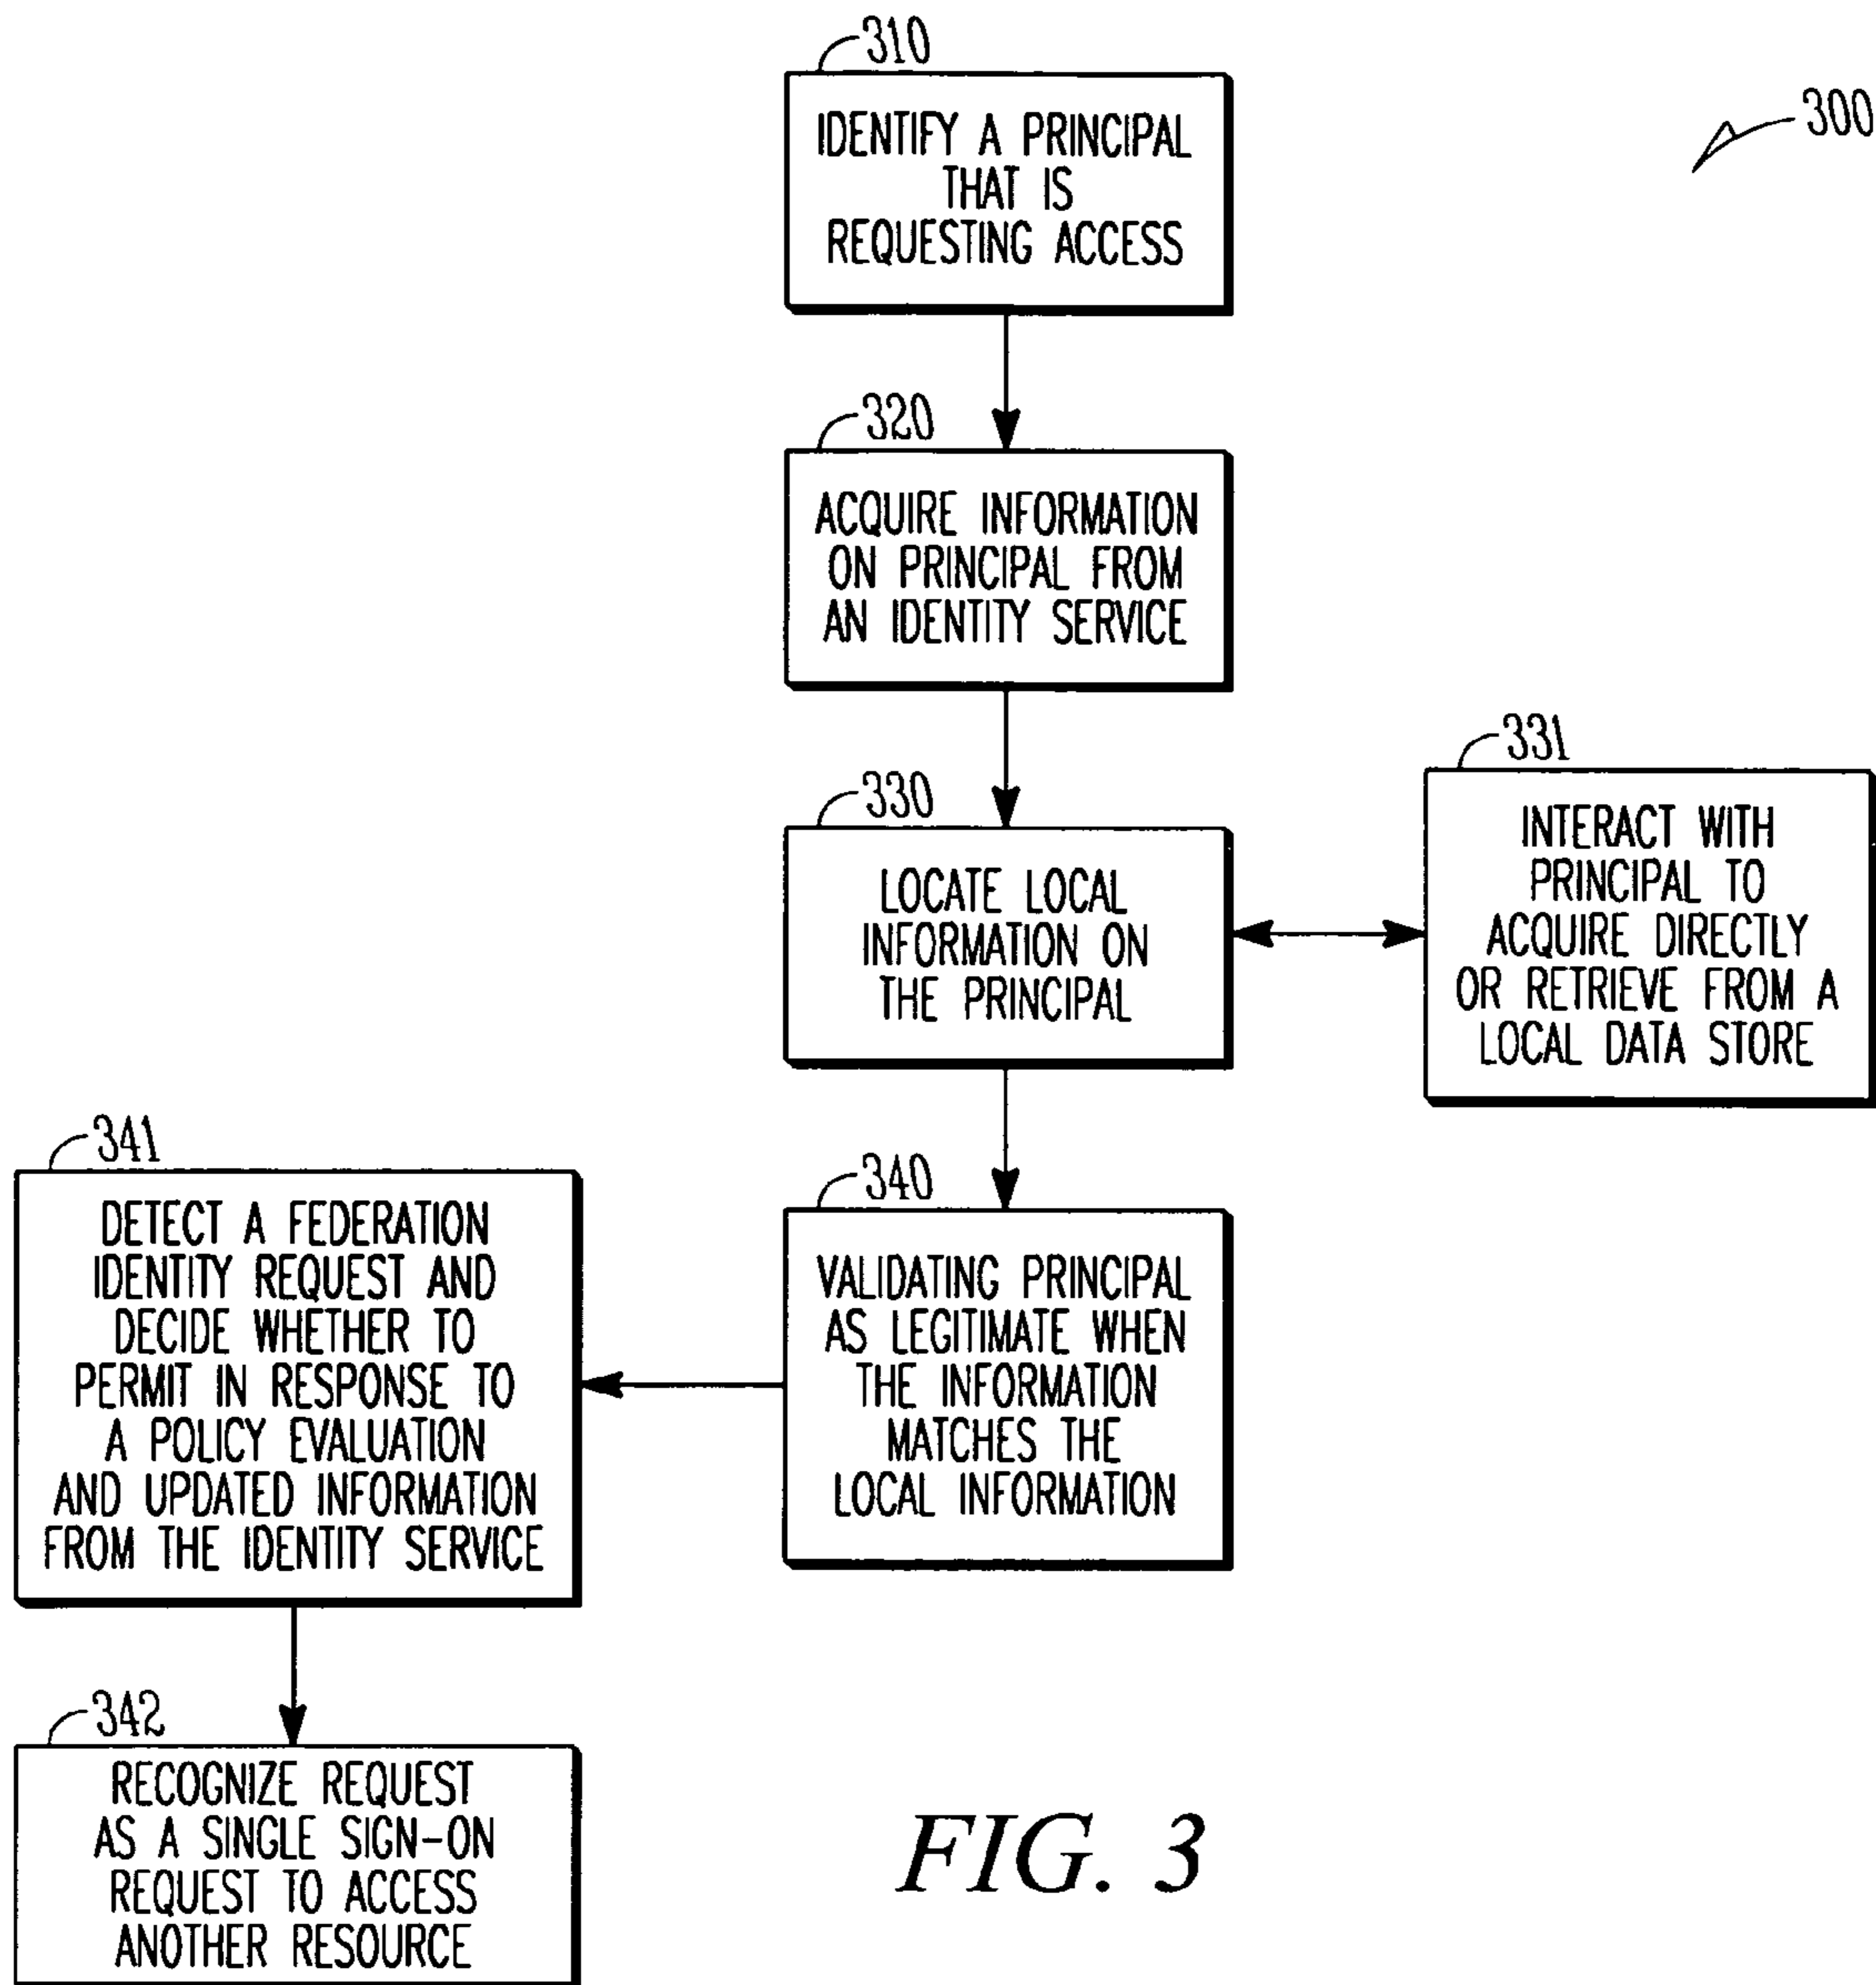 310
IDENTIFY A PRINCIPAL
THAT IS
REQUESTING ACCESS
300
320
ACQUIRE INFORMATION
ON PRINCIPAL FROM
AN IDENTITY SERVICE
330
LOCATE LOCAL
INFORMATION ON
THE PRINCIPAL
331
INTERACT WITH
PRINCIPAL TO
ACQUIRE DIRECTLY
OR RETRIEVE FROM A
LOCAL DATA STORE
340
VALIDATING PRINCIPAL
AS LEGITIMATE WHEN
THE INFORMATION
MATCHES THE
LOCAL INFORMATION
341
DETECT A FEDERATION
IDENTITY REQUEST AND
DECIDE WHETHER TO
PERMIT IN RESPONSE TO
A POLICY EVALUATION
AND UPDATED INFORMATION
FROM THE IDENTITY SERVICE
342
RECOGNIZE REQUEST
AS A SINGLE SIGN-ON
REQUEST TO ACCESS
ANOTHER RESOURCE
FIG. 3